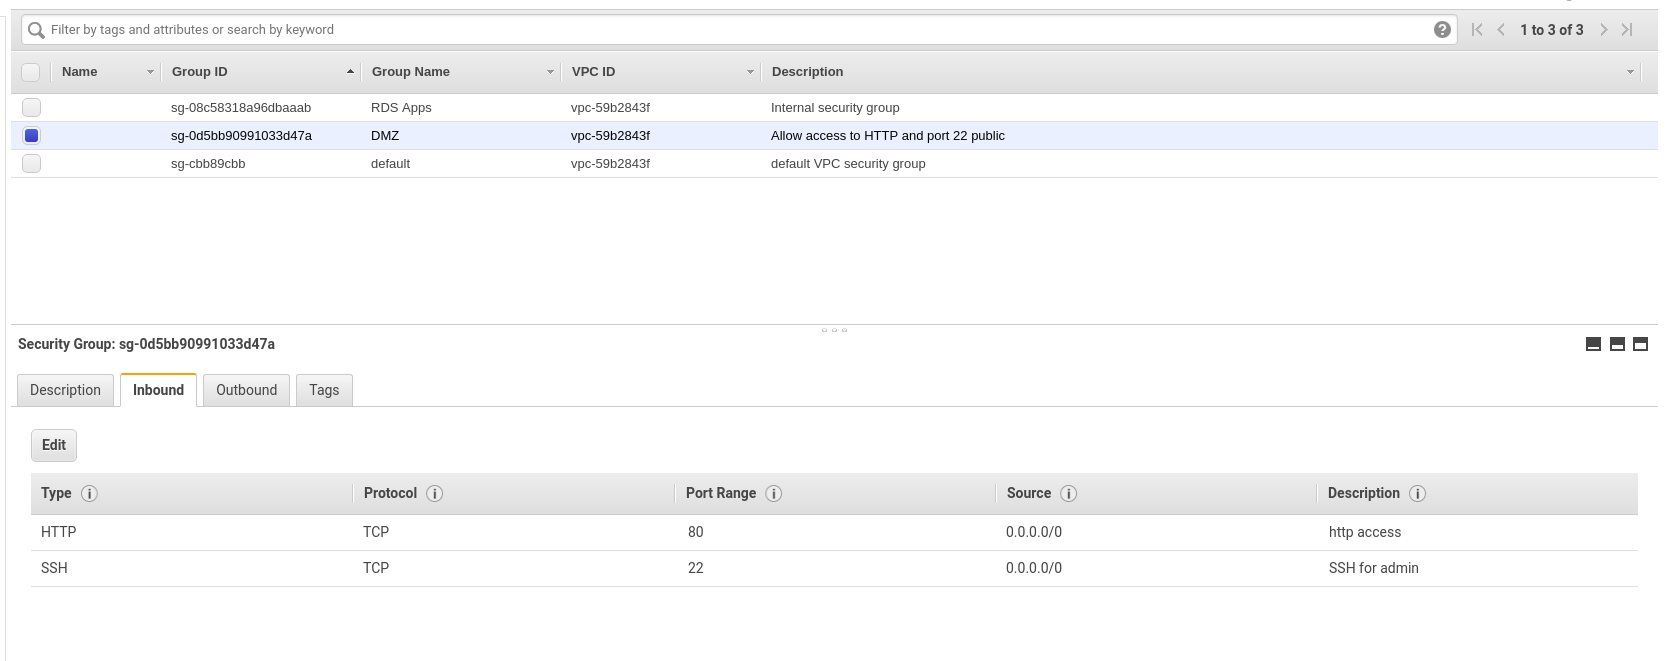 Filter by tags and attributes or search by keyword
1 to 3 of 3
Name Group ID Group Name VPC ID Description
sg-08c58318a96dbaaab RDS Apps vpc-59b2843f Internal security group
sg-0d5bb90991033d47a DMZ vpc-59b2843f Allow access to HTTP and port 22 public
sg-cbb89cbb default vpc-59b2843f default VPC security group
Security Group: sg-0d5bb90991033d47a
Description Inbound Outbound Tags
Edit
Type Protocol Port Range Source Description
HTTP TCP 80 0.0.0.0/0 http access
SSH TCP 22 0.0.0.0/0 SSH for admin